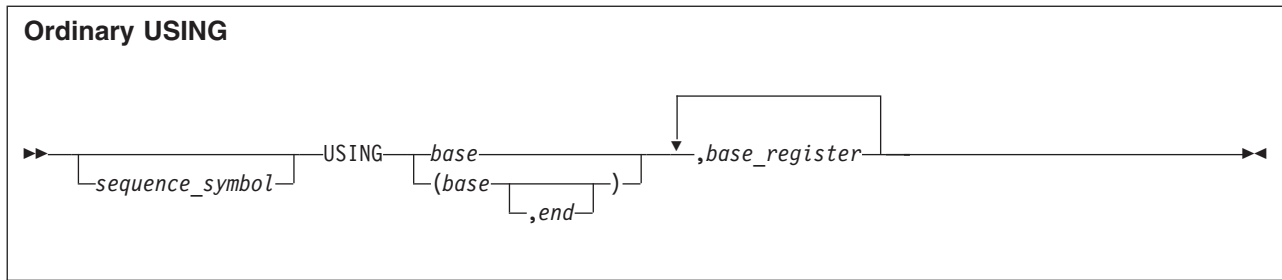 Ordinary USING
USING base ,base_register
sequence_symbol (base )
,end